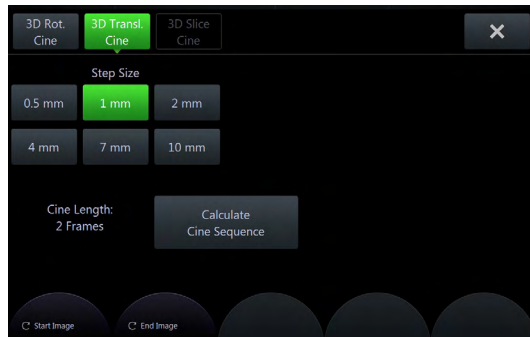 3D Rot.
Cine
3D Transl.
Cine
3D Slice
Cine
Step Size
0.5 mm
1 mm
2 mm
4 mm
7 mm
10 mm
Cine Length:
2 Frames
Calculate
Cine Sequence
Start Image
End Image